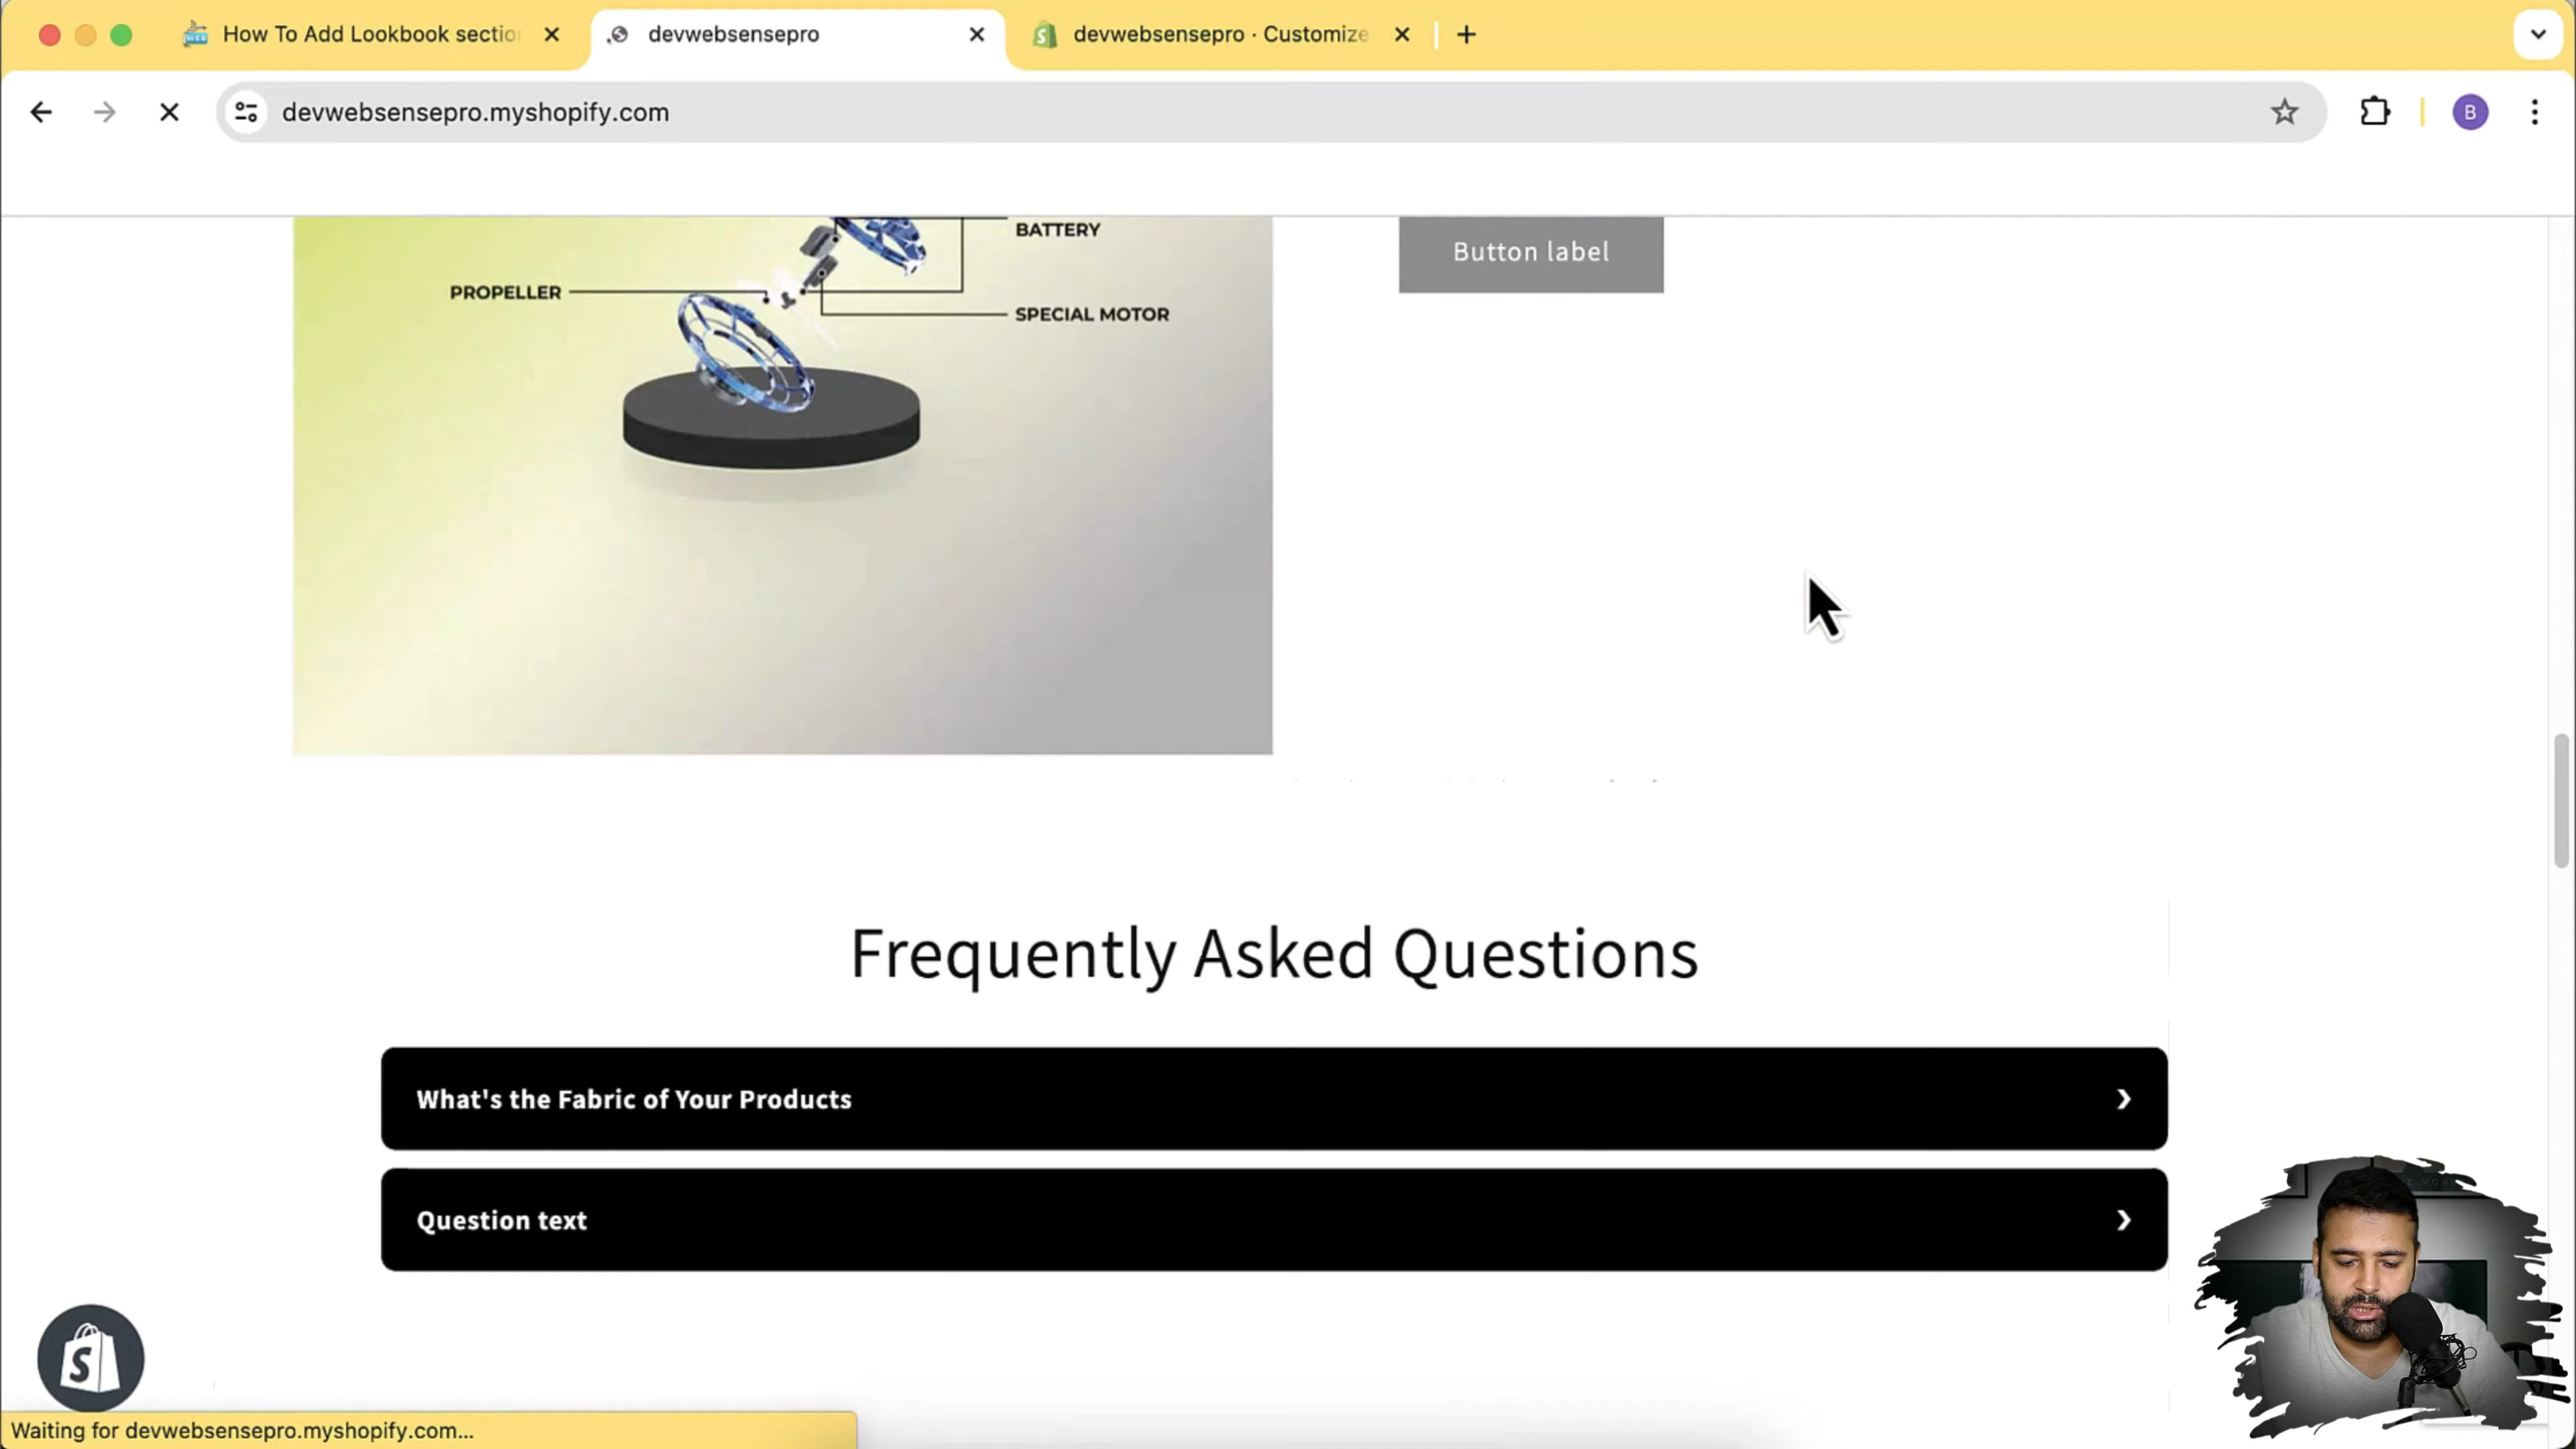 How To Add Lookbook section
devwebsensepro
devwebsensepro · Customize
devwebsensepro.myshopify.com
B
BATTERY
Button label
PROPELLER
SPECIAL MOTOR
Frequently Asked Questions
What's the Fabric of Your Products
Question text
Waiting for devwebsensepro.myshopify.com...